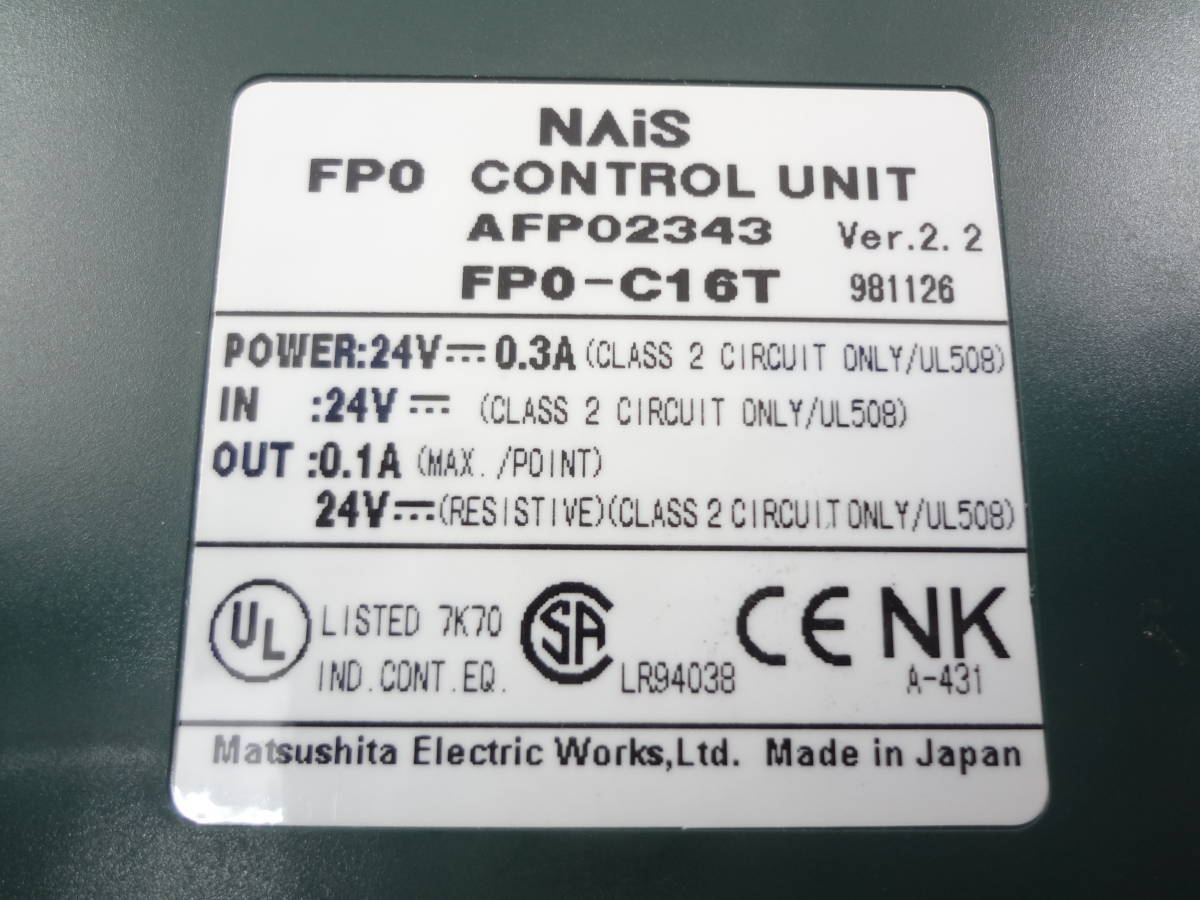 NAiS
FP0 CONTROL UNIT
AFP02343 Ver.2.2
FP0-C16T 981126
POWER:24V⎓0.3A (CLASS 2 CIRCUIT ONLY/UL508)
IN :24V⎓ (CLASS 2 CIRCUIT ONLY/UL508)
OUT :0.1A (MAX./POINT)
24V⎓(RESISTIVE)(CLASS 2 CIRCUIT ONLY/UL508)
UL LISTED 7K70
IND.CONT.EQ.
SA LR94038
CE NK
A-431
Matsushita Electric Works,Ltd. Made in Japan